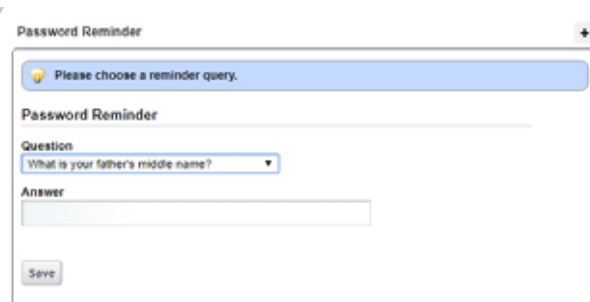 Password Reminder
+
Please choose a reminder query.
Password Reminder
Question
What is your father's middle name?
Answer
Save